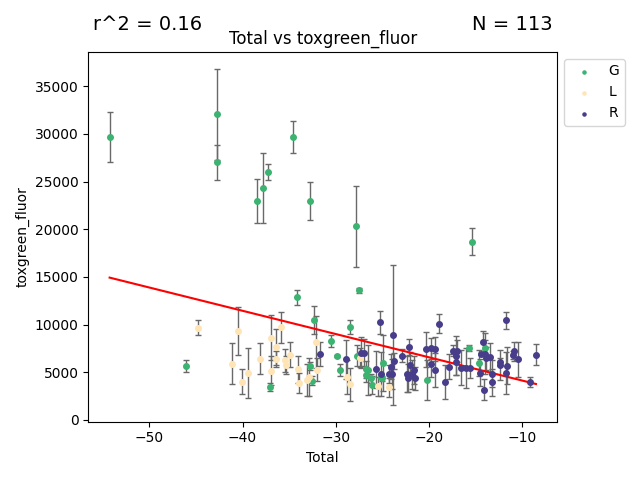 r^2 = 0.16 N = 113
Total vs toxgreen_fluor
35000
30000
25000
20000
15000
10000
5000
0
toxgreen_fluor
−50 −40 −30 −20 −10
Total
G
L
R